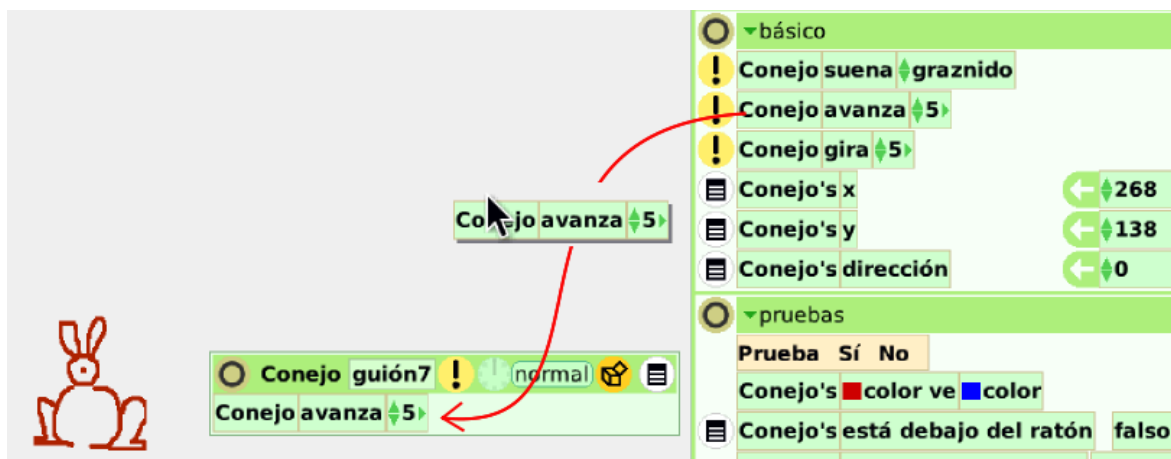 básico
! Conejo suena graznido
! Conejo avanza 5
! Conejo gira 5
Conejo's x 268
Conejo's y 138
Conejo's dirección 0
Conejo avanza 5
pruebas
Prueba Sí No
Conejo's color ve color
Conejo's está debajo del ratón falso
Conejo guión7 ! normal
Conejo avanza 5